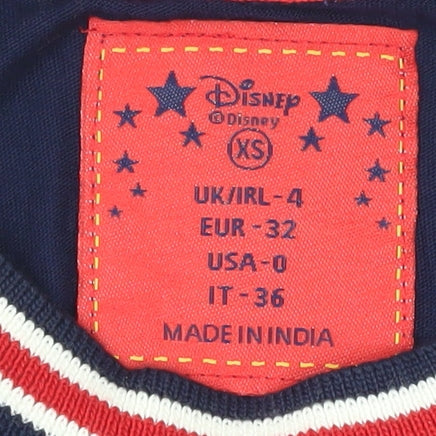 Disney
©Disney
XS
UK/IRL-4
EUR-32
USA-0
IT-36
MADE IN INDIA